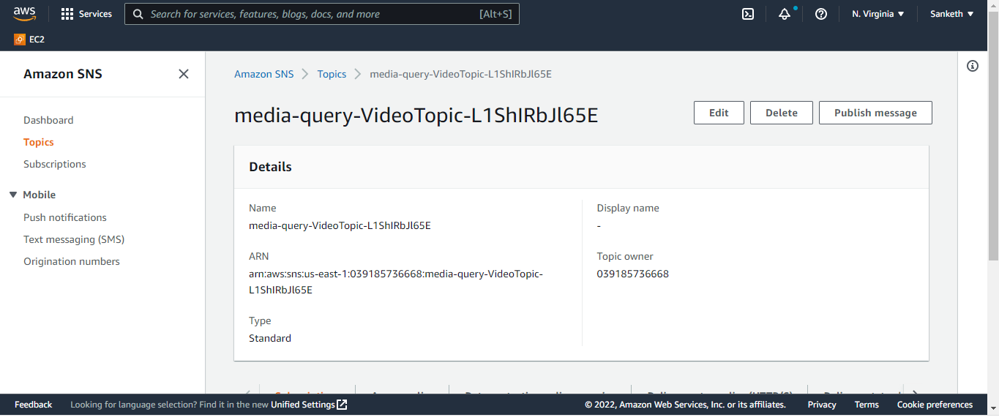 aws
Services
Search for services, features, blogs, docs, and more [Alt+S]
N. Virginia
Sanketh
EC2
Amazon SNS
Dashboard
Topics
Subscriptions
Mobile
Push notifications
Text messaging (SMS)
Origination numbers
Amazon SNS Topics media-query-VideoTopic-L1ShIRbJl65E
media-query-VideoTopic-L1ShIRbJl65E
Edit Delete Publish message
Details
Name
media-query-VideoTopic-L1ShIRbJl65E
ARN
arn:aws:sns:us-east-1:039185736668:media-query-VideoTopic-
L1ShIRbJl65E
Type
Standard
Display name
-
Topic owner
039185736668
Feedback Looking for language selection? Find it in the new Unified Settings
© 2022, Amazon Web Services, Inc. or its affiliates. Privacy Terms Cookie preferences